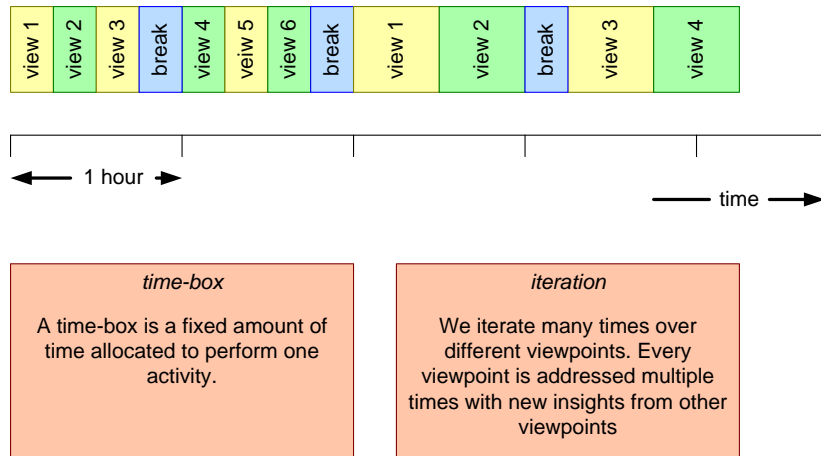 view 1
view 2
view 3
break
view 4
veiw 5
view 6
break
view 1
view 2
break
view 3
view 4
1 hour
time
time-box
A time-box is a fixed amount of
time allocated to perform one
activity.
iteration
We iterate many times over
different viewpoints. Every
viewpoint is addressed multiple
times with new insights from other
viewpoints